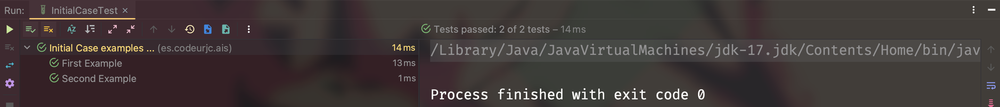 Run: InitialCaseTest ×
Tests passed: 2 of 2 tests – 14 ms
Initial Case examples ... (es.codeurjc.ais) 14 ms
First Example 13 ms
Second Example 1 ms
/Library/Java/JavaVirtualMachines/jdk-17.jdk/Contents/Home/bin/jav
Process finished with exit code 0